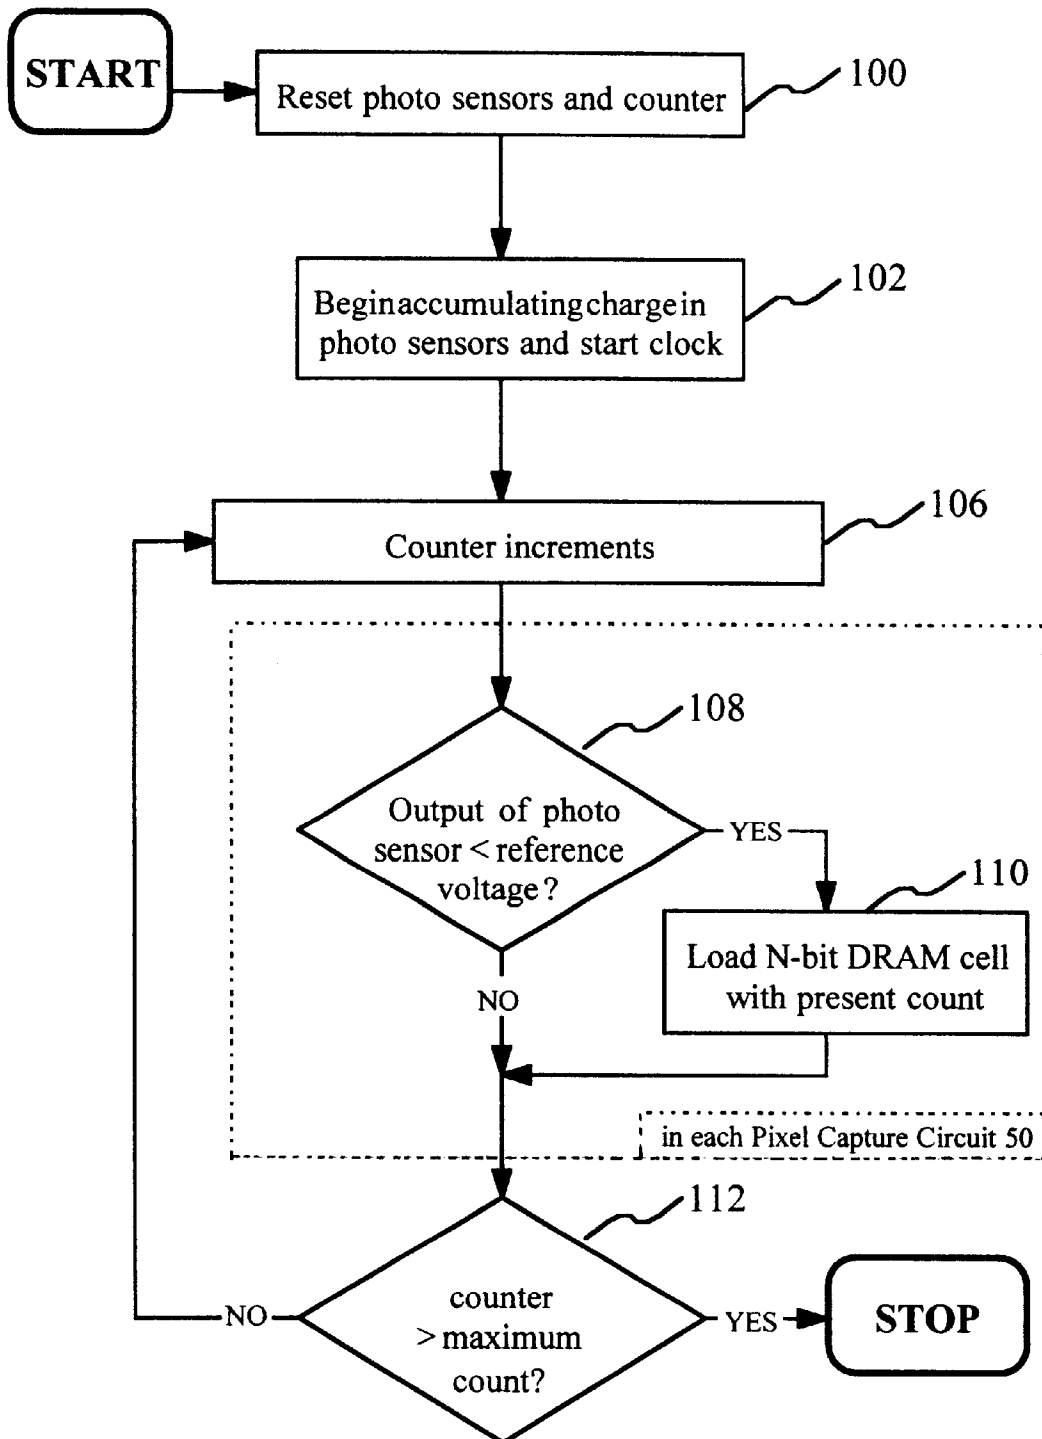 START
Reset photo sensors and counter
100
Begin accumulating charge in
photo sensors and start clock
102
Counter increments
106
108
Output of photo
sensor < reference
voltage?
YES
110
Load N-bit DRAM cell
with present count
NO
in each Pixel Capture Circuit 50
112
counter
> maximum
count?
NO
YES
STOP